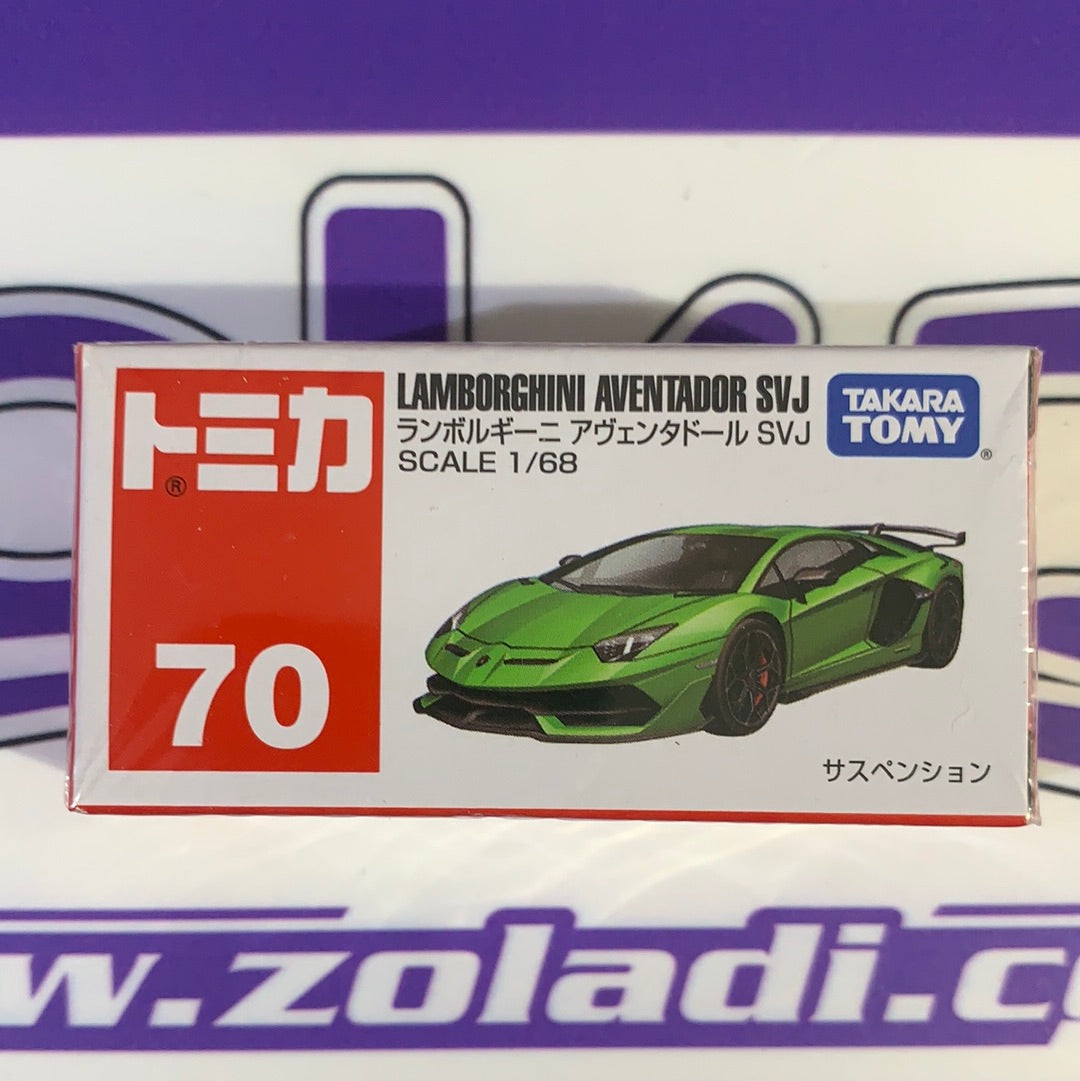 トミカ®
70
LAMBORGHINI AVENTADOR SVJ
ランボルギーニ アヴェンタドール SVJ
SCALE 1/68
TAKARA
TOMY®
サスペンション
w.zoladi.c